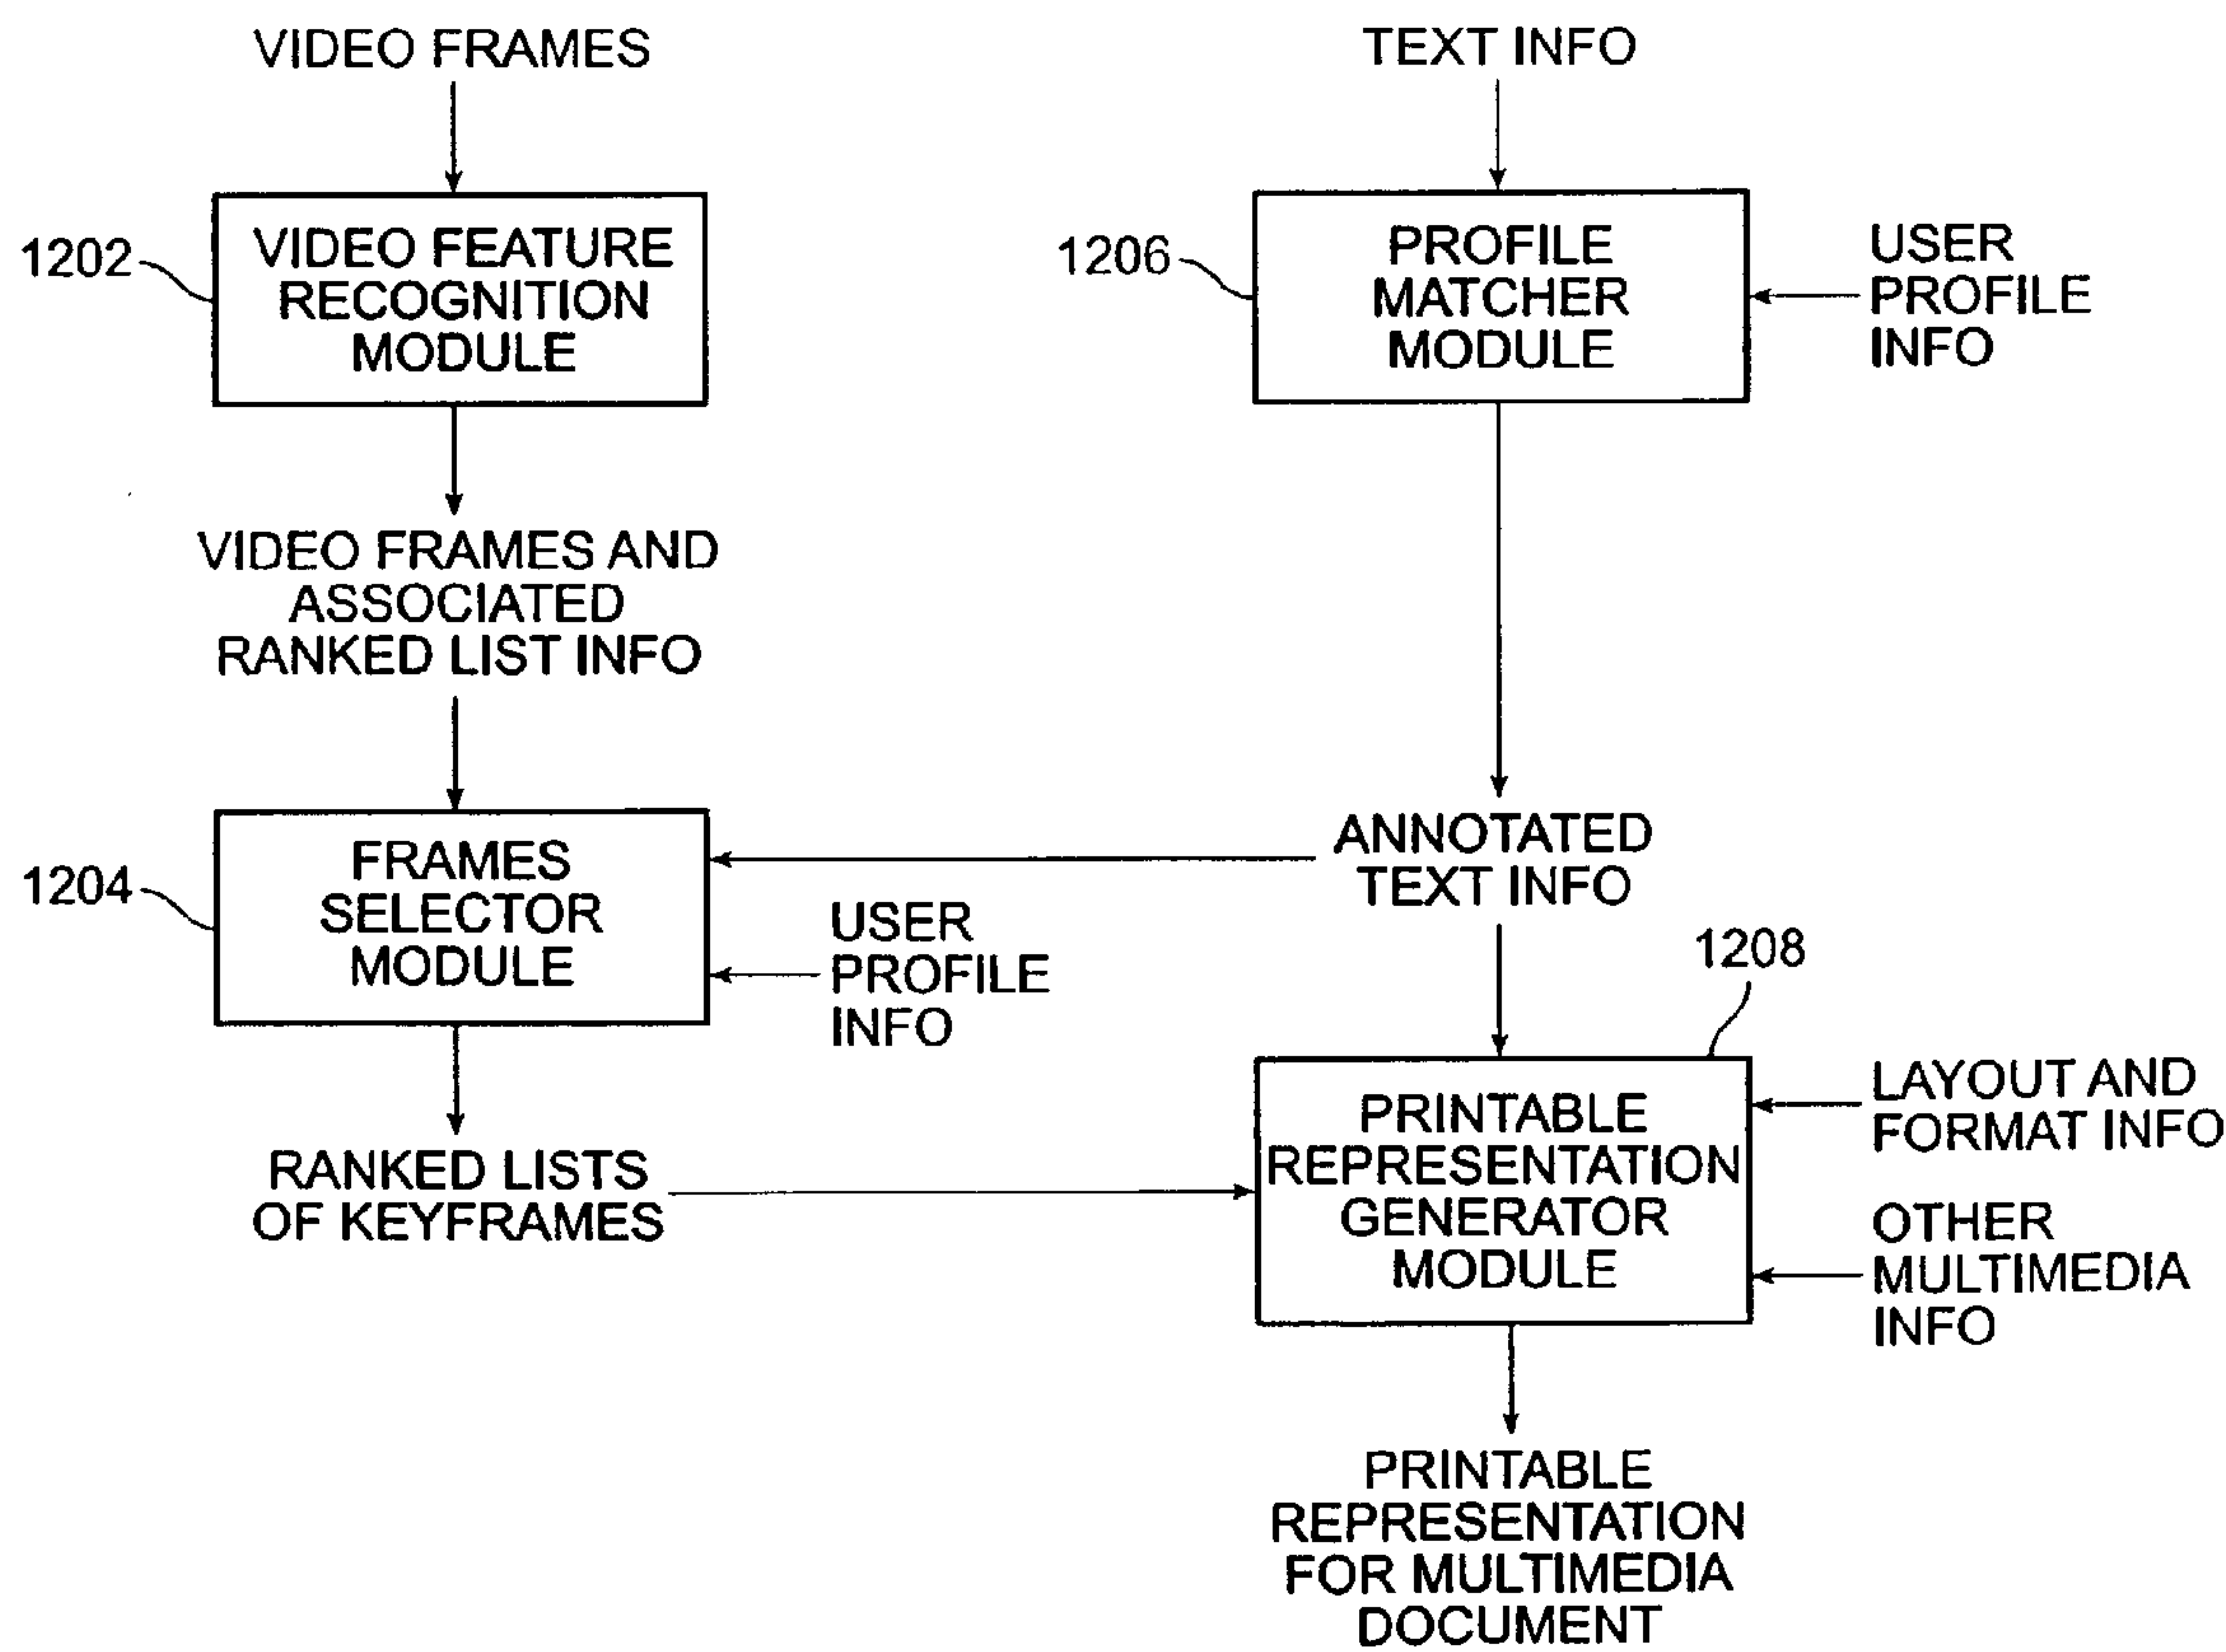 VIDEO FRAMES
TEXT INFO
1202
VIDEO FEATURE
RECOGNITION
MODULE
1206
PROFILE
MATCHER
MODULE
USER
PROFILE
INFO
VIDEO FRAMES AND
ASSOCIATED
RANKED LIST INFO
1204
FRAMES
SELECTOR
MODULE
USER
PROFILE
INFO
ANNOTATED
TEXT INFO
1208
RANKED LISTS
OF KEYFRAMES
PRINTABLE
REPRESENTATION
GENERATOR
MODULE
LAYOUT AND
FORMAT INFO
OTHER
MULTIMEDIA
INFO
PRINTABLE
REPRESENTATION
FOR MULTIMEDIA
DOCUMENT